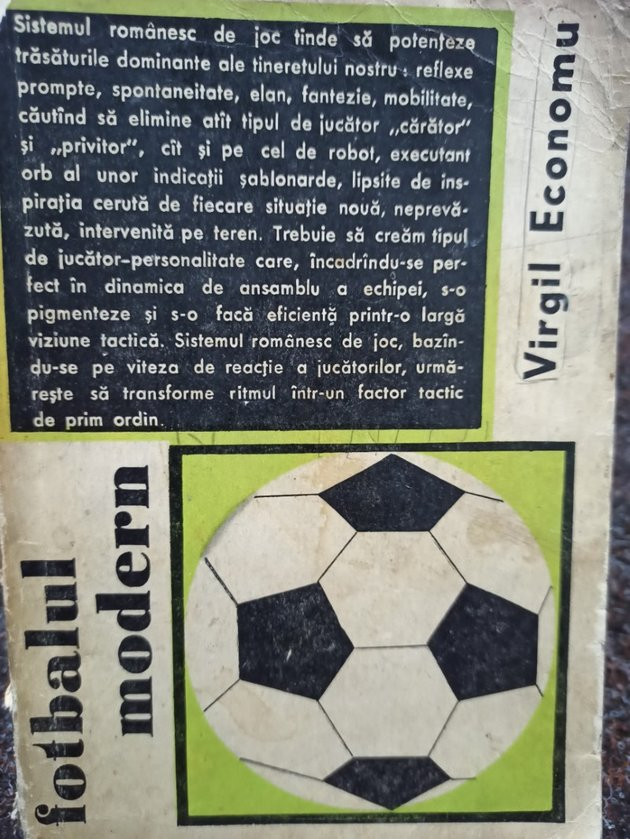 Sistemul românesc de joc tinde să potențeze
trăsăturile dominante ale tineretului nostru : reflexe
prompte, spontaneitate, elan, fantezie, mobilitate,
căutînd să elimine atît tipul de jucător „cărător”
și „privitor”, cît și pe cel de robot, executant
orb al unor indicații șablonarde, lipsite de ins-
pirația cerută de fiecare situație nouă, neprevă-
zută, intervenită pe teren. Trebuie să creăm tipul
de jucător-personalitate care, încadrîndu-se per-
fect în dinamica de ansamblu a echipei, s-o
pigmenteze și s-o facă eficientă printr-o largă
viziune tactică. Sistemul românesc de joc, bazîn-
du-se pe viteza de reacție a jucătorilor, urmă-
rește să transforme ritmul într-un factor tactic
de prim ordin.
Virgil Economu
fotbalul
modern